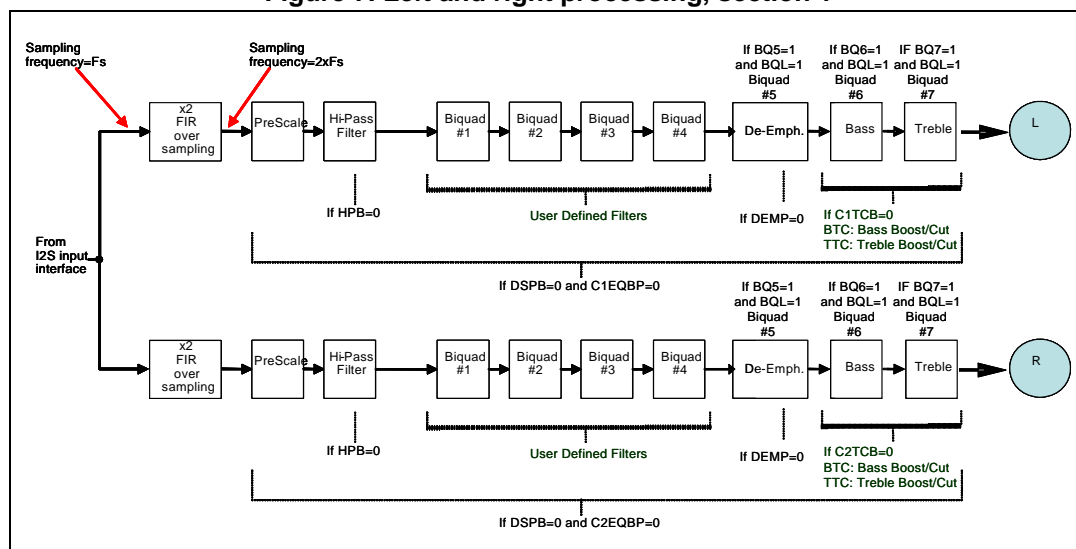 Left and right processing, section
Sampling
frequency=Fs
Sampling
frequency=2xFs
If BQ5=1
and BQL=1
Biquad
#5
If BQ6=1
and BQL=1
Biquad
#6
IF BQ7=1
and BQL=1
Biquad
#7
x2
FIR
over
sampling
PreScale
Hi-Pass
Filter
Biquad
#1
Biquad
#2
Biquad
#3
Biquad
#4
De-Emph.
Bass
Treble
L
If HPB=0
User Defined Filters
If DEMP=0
If C1TCB=0
BTC: Bass Boost/Cut
TTC: Treble Boost/Cut
From
I2S input
interface
If DSPB=0 and C1EQBP=0
If BQ5=1
and BQL=1
Biquad
#5
If BQ6=1
and BQL=1
Biquad
#6
IF BQ7=1
and BQL=1
Biquad
#7
x2
FIR
over
sampling
PreScale
Hi-Pass
Filter
Biquad
#1
Biquad
#2
Biquad
#3
Biquad
#4
De-Emph.
Bass
Treble
R
If HPB=0
User Defined Filters
If DEMP=0
If C2TCB=0
BTC: Bass Boost/Cut
TTC: Treble Boost/Cut
If DSPB=0 and C2EQBP=0